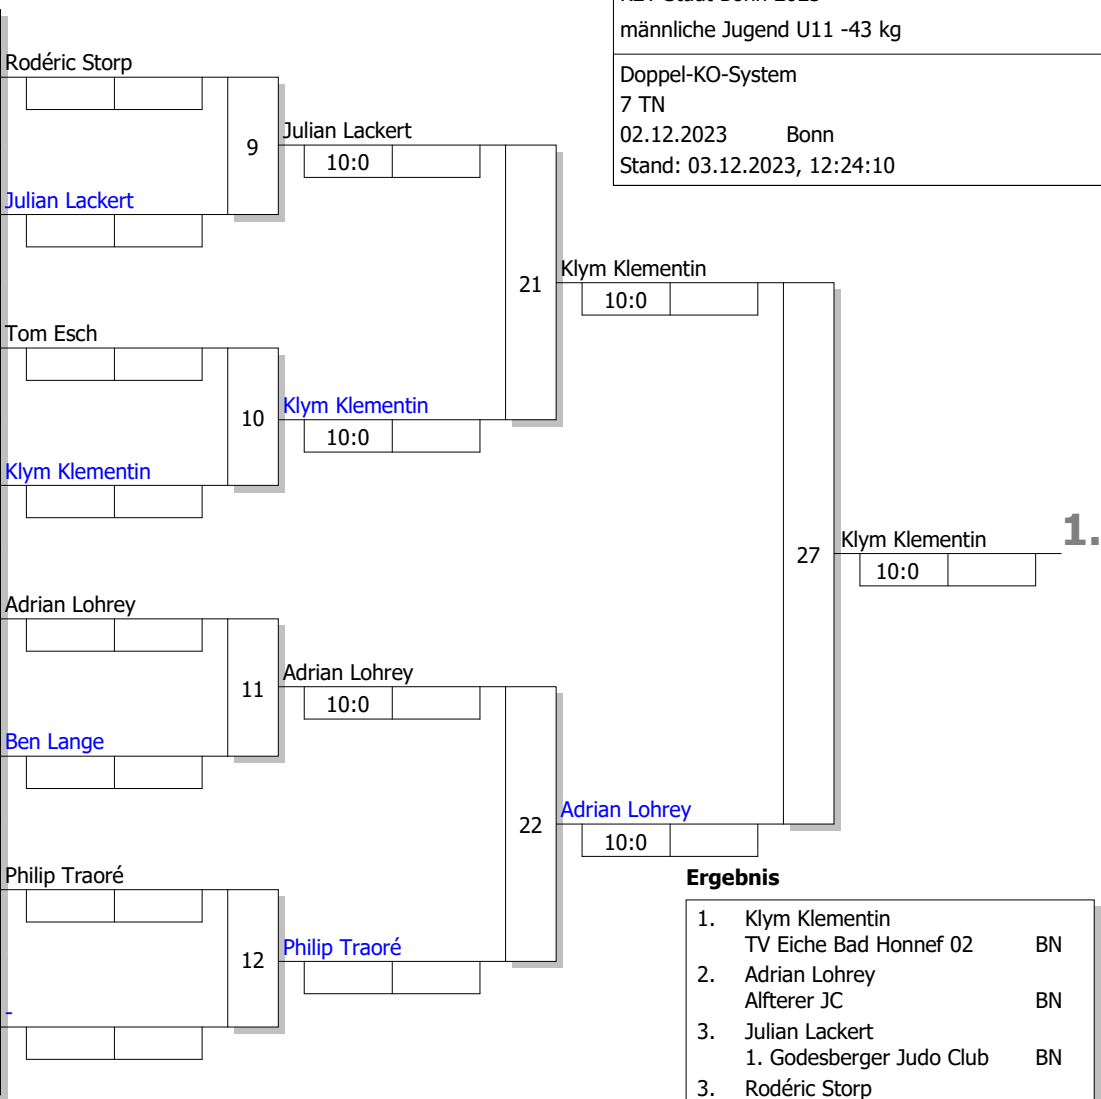 männliche Jugend U11 -43 kg
Doppel-KO-System
7 TN
02.12.2023 Bonn
Stand: 03.12.2023, 12:24:10
Rodéric Storp
9
Julian Lackert
10:0
Julian Lackert
21
Klym Klementin
10:0
Tom Esch
10
Klym Klementin
10:0
Klym Klementin
27
Klym Klementin
1.
10:0
Adrian Lohrey
11
Adrian Lohrey
10:0
Ben Lange
22
Adrian Lohrey
10:0
Philip Traoré
12
Philip Traoré
-
Ergebnis
1. Klym Klementin
TV Eiche Bad Honnef 02 BN
2. Adrian Lohrey
Alfterer JC BN
3. Julian Lackert
1. Godesberger Judo Club BN
3. Rodéric Storp